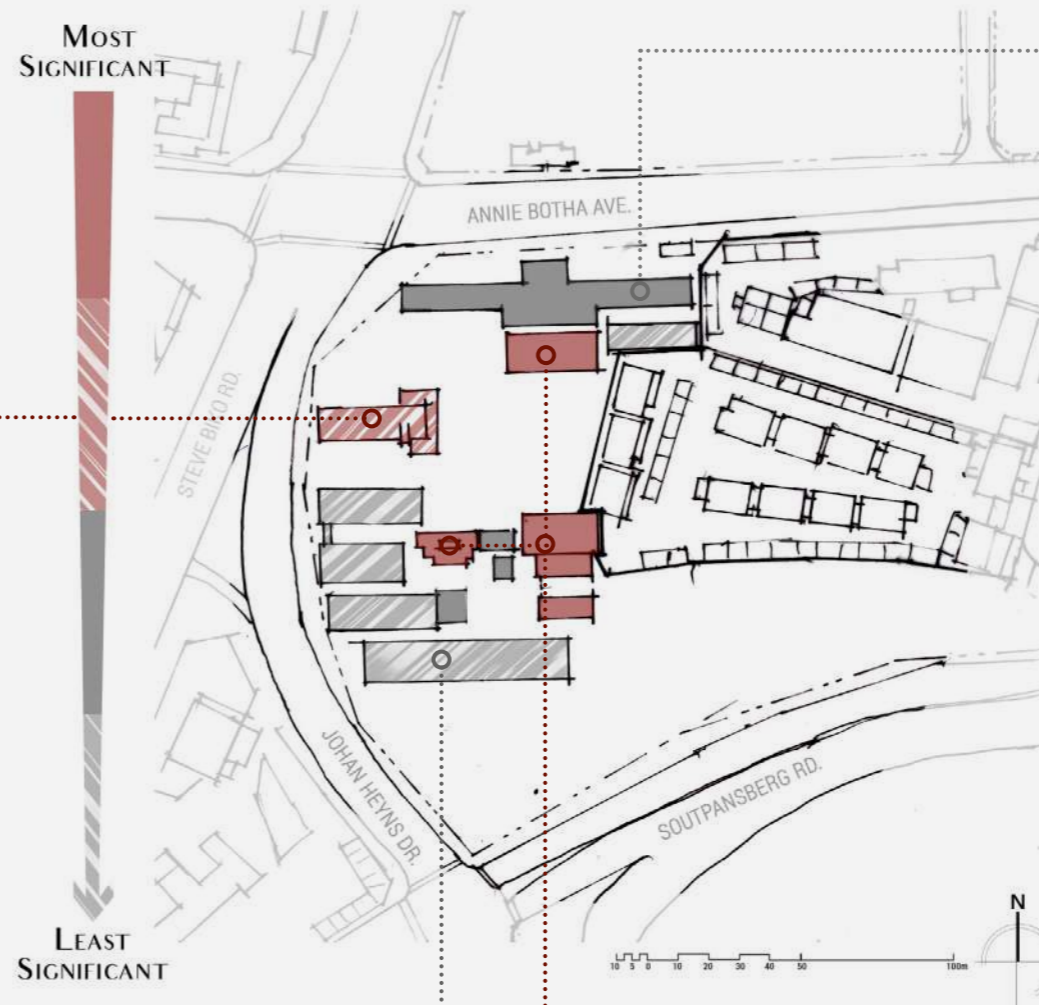 MOST
SIGNIFICANT
ANNIE BOTHA AVE.
STEVE BIKO RD.
JOHAN HEYNS DR.
SOUTPANSBERG RD.
LEAST
SIGNIFICANT
N
10 5 0 10 20 30 40 50 100m